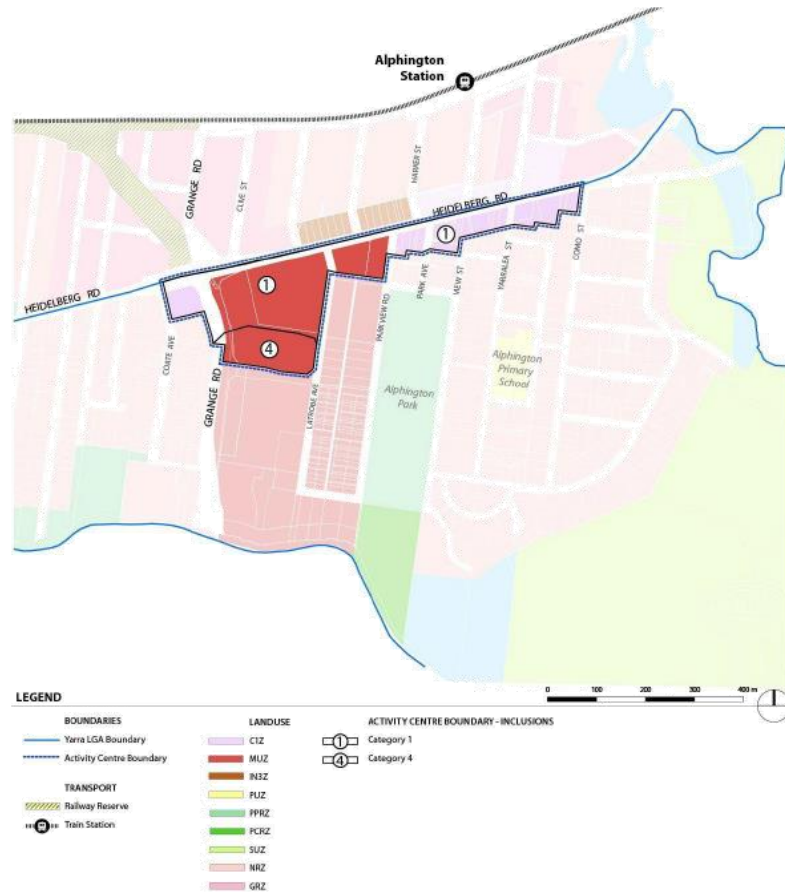 Alphington
Station
GRANGE RD
CLIVE ST
HARKER ST
HEIDELBERG RD
1
1
HEIDELBERG RD
COATE AVE
4
GRANGE RD
LATROBE AVE
PARKVIEW RD
PARK AVE
VIEW ST
YARRALEA ST
COMO ST
Alphington
Primary
School
Alphington
Park
LEGEND
0 100 200 300 400 m
BOUNDARIES
Yarra LGA Boundary
Activity Centre Boundary
TRANSPORT
Railway Reserve
Train Station
LANDUSE
C1Z
MUZ
IN3Z
PUZ
PPRZ
PCRZ
SUZ
NRZ
GRZ
ACTIVITY CENTRE BOUNDARY - INCLUSIONS
1 Category 1
4 Category 4